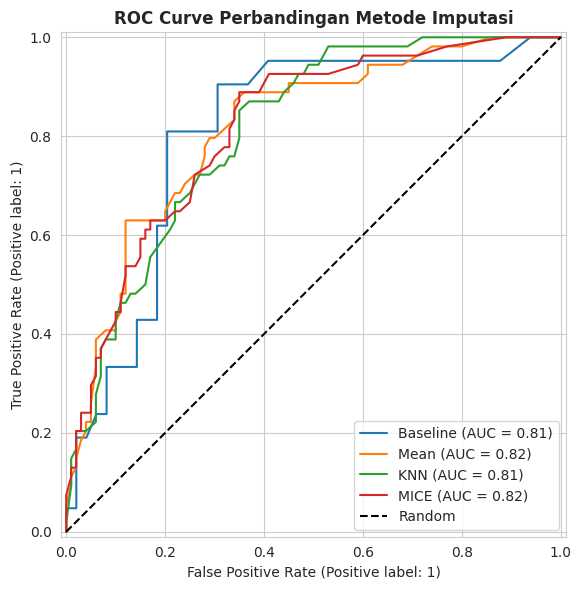 ROC Curve Perbandingan Metode Imputasi
True Positive Rate (Positive label: 1)
1.0
0.8
0.6
0.4
0.2
0.0
Baseline (AUC = 0.81)
Mean (AUC = 0.82)
KNN (AUC = 0.81)
MICE (AUC = 0.82)
Random
0.0 0.2 0.4 0.6 0.8 1.0
False Positive Rate (Positive label: 1)